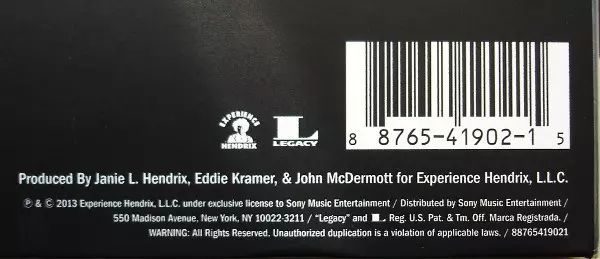 EXPERIENCE
HENDRIX
L
LEGACY
8 8765-41902-1 5
Produced By Janie L. Hendrix, Eddie Kramer, & John McDermott for Experience Hendrix, L.L.C.
℗ & © 2013 Experience Hendrix, L.L.C. under exclusive license to Sony Music Entertainment / Distributed by Sony Music Entertainment /
550 Madison Avenue, New York, NY 10022-3211 / "Legacy" and L Reg. U.S. Pat. & Tm. Off. Marca Registrada. /
WARNING: All Rights Reserved. Unauthorized duplication is a violation of applicable laws. / 88765419021